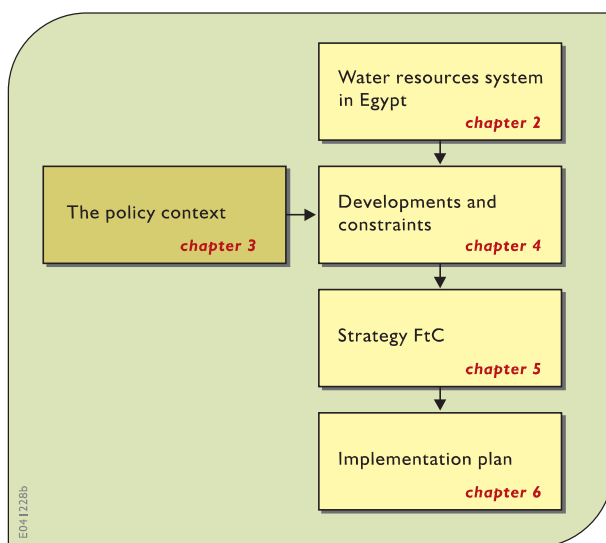 Water resources system
in Egypt
chapter 2
The policy context
chapter 3
Developments and
constraints
chapter 4
Strategy FtC
chapter 5
Implementation plan
chapter 6
E041228b